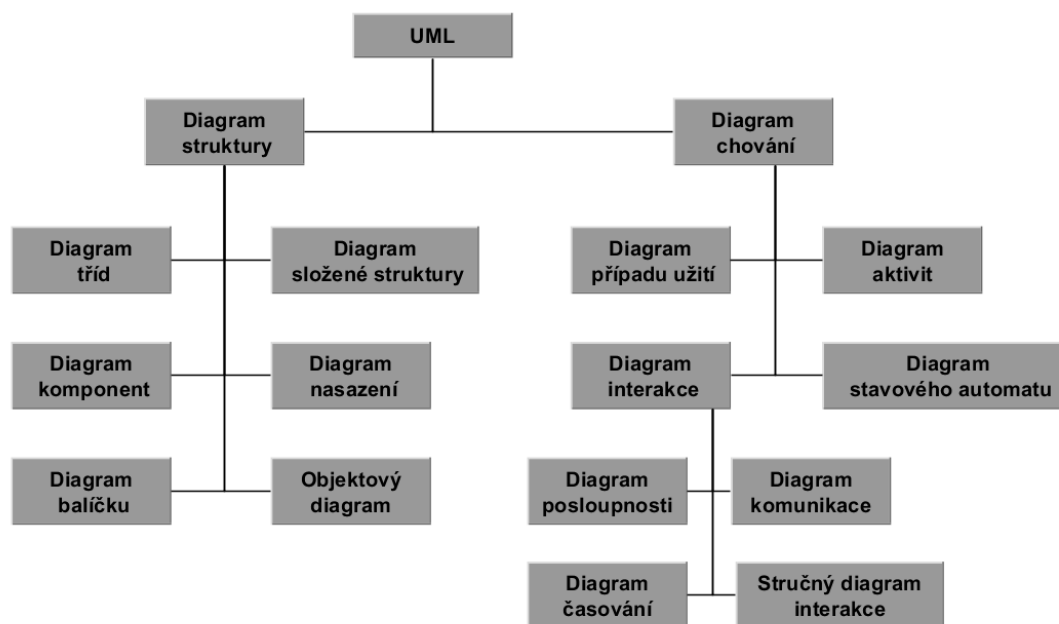 UML
Diagram
struktury
Diagram
chování
Diagram
tříd
Diagram
složené struktury
Diagram
případu užití
Diagram
aktivit
Diagram
komponent
Diagram
nasazení
Diagram
interakce
Diagram
stavového automatu
Diagram
balíčku
Objektový
diagram
Diagram
posloupnosti
Diagram
komunikace
Diagram
časování
Stručný diagram
interakce